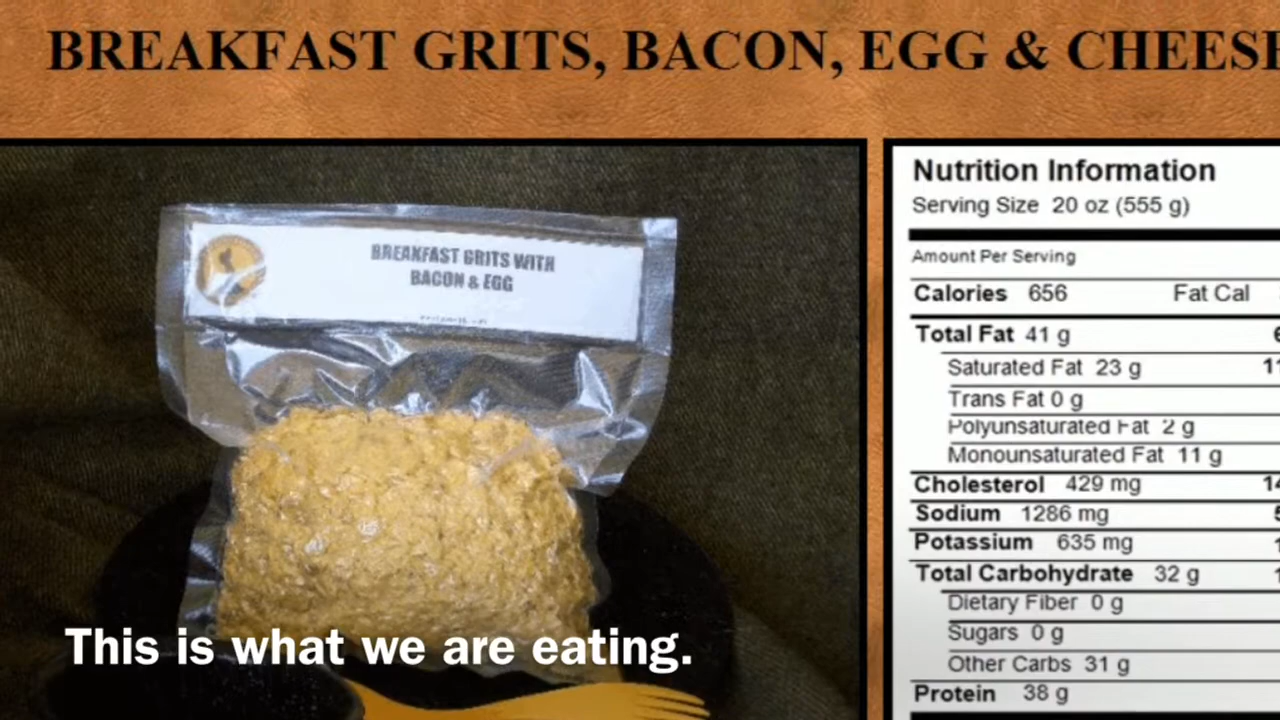 BREAKFAST GRITS, BACON, EGG & CHEESE
BREAKFAST GRITS WITH
BACON & EGG
This is what we are eating.
Nutrition Information
Serving Size 20 oz (555 g)
Amount Per Serving
Calories 656 Fat Cal
Total Fat 41 g
Saturated Fat 23 g
Trans Fat 0 g
Polyunsaturated Fat 2 g
Monounsaturated Fat 11 g
Cholesterol 429 mg
Sodium 1286 mg
Potassium 635 mg
Total Carbohydrate 32 g
Dietary Fiber 0 g
Sugars 0 g
Other Carbs 31 g
Protein 38 g